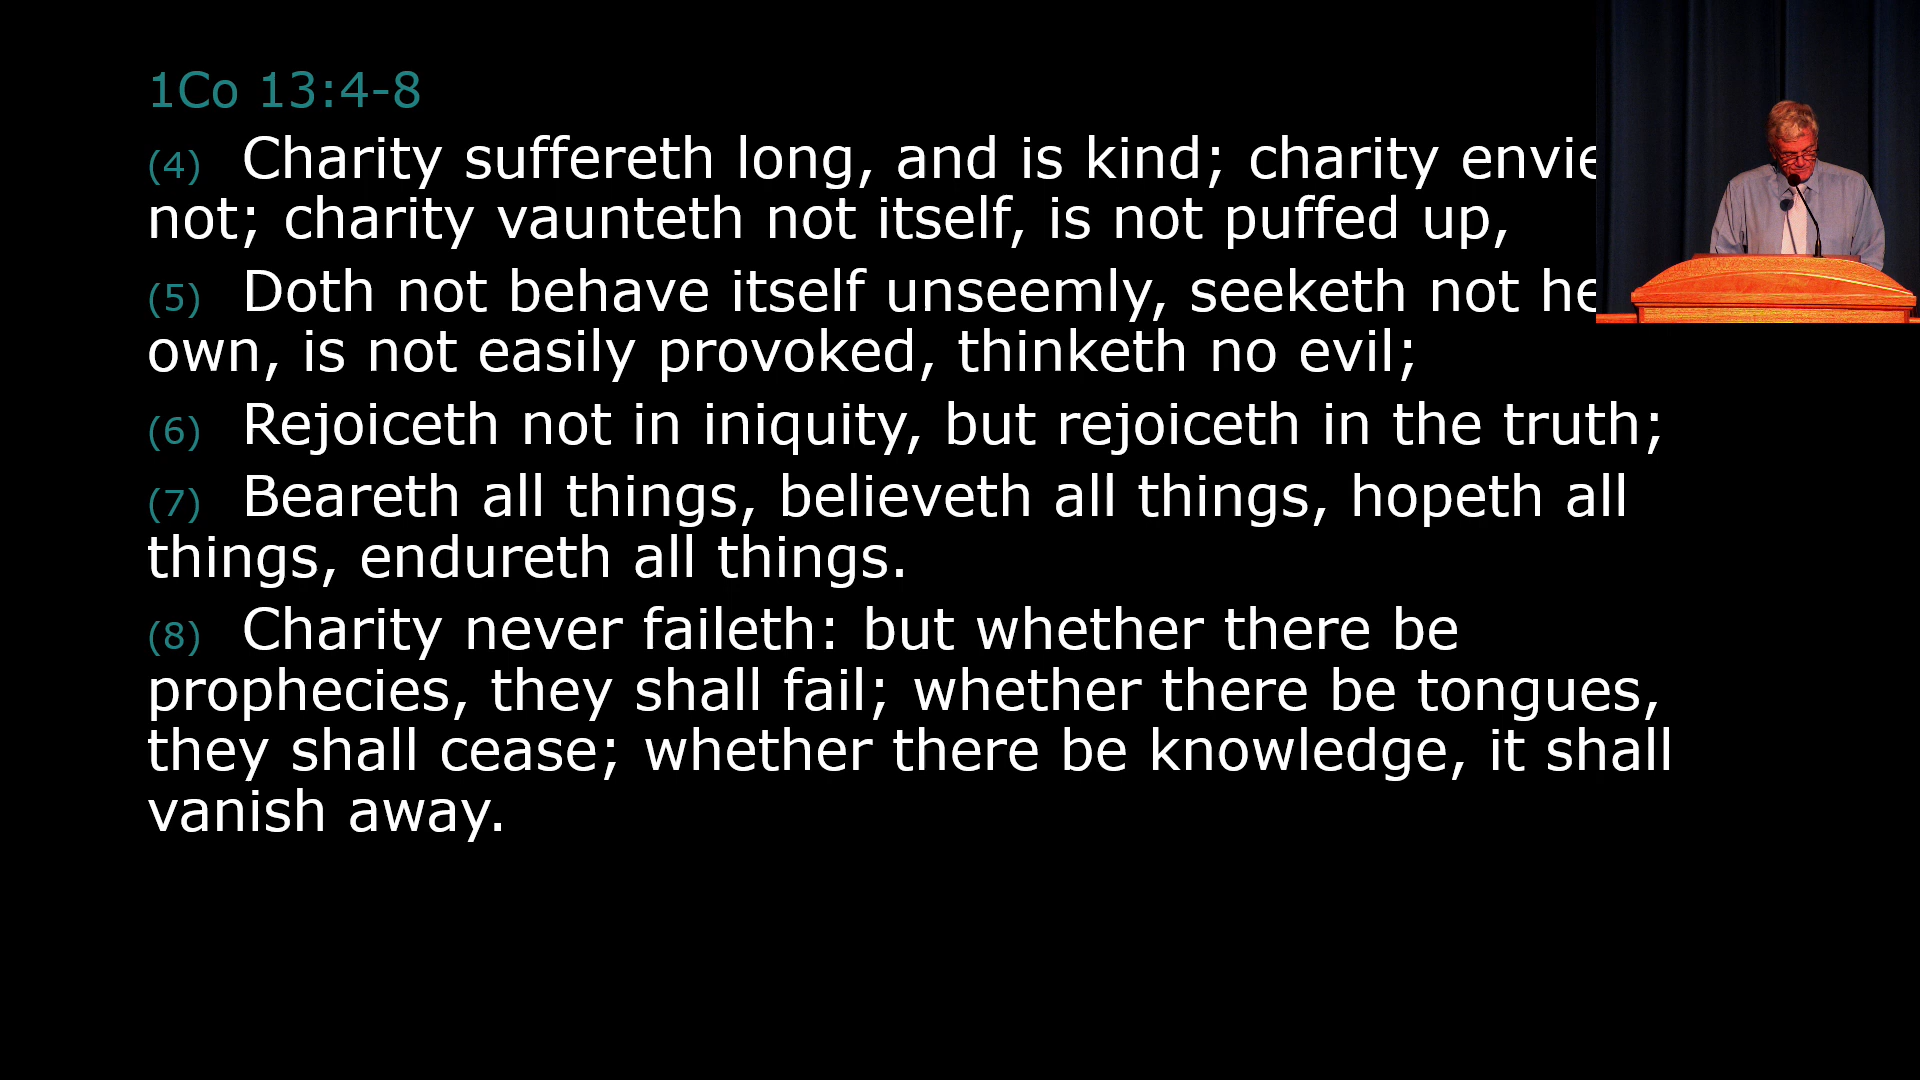 1Co 13:4-8
(4) Charity suffereth long, and is kind; charity
not; charity vaunteth not itself, is not puffed up,
(5) Doth not behave itself unseemly, seeketh not
own, is not easily provoked, thinketh no evil;
(6) Rejoiceth not in iniquity, but rejoiceth in the truth;
(7) Beareth all things, believeth all things, hopeth all
things, endureth all things.
(8) Charity never faileth: but whether there be
prophecies, they shall fail; whether there be tongues,
they shall cease; whether there be knowledge, it shall
vanish away.